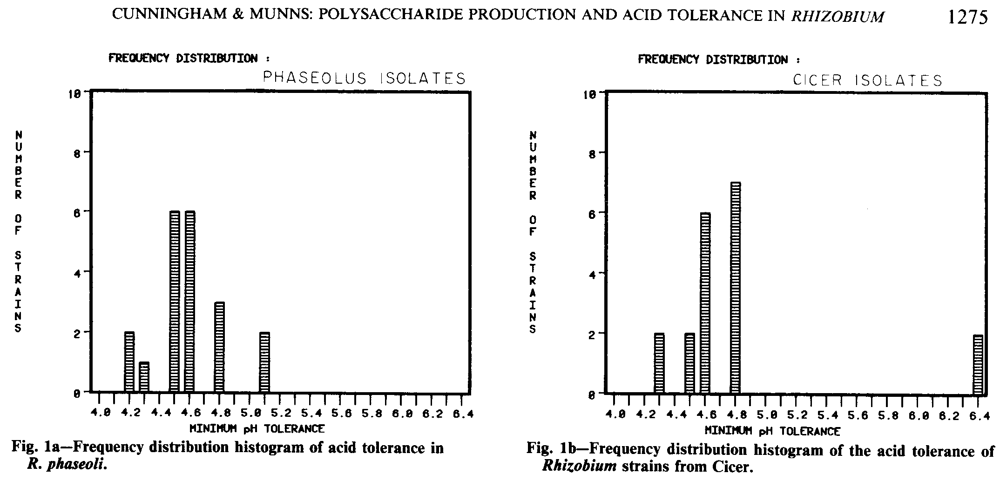 CUNNINGHAM & MUNNS: POLYSACCHARIDE PRODUCTION AND ACID TOLERANCE IN RHIZOBIUM 1275
FREQUENCY DISTRIBUTION :
PHASEOLUS ISOLATES
10
8
6
4
2
0
NUMBER OF STRAINS
4.0 4.2 4.4 4.6 4.8 5.0 5.2 5.4 5.6 5.8 6.0 6.2 6.4
MINIMUM pH TOLERANCE
Fig. 1a—Frequency distribution histogram of acid tolerance in
R. phaseoli.
FREQUENCY DISTRIBUTION :
CICER ISOLATES
10
8
6
4
2
0
NUMBER OF STRAINS
4.0 4.2 4.4 4.6 4.8 5.0 5.2 5.4 5.6 5.8 6.0 6.2 6.4
MINIMUM pH TOLERANCE
Fig. 1b—Frequency distribution histogram of the acid tolerance of
Rhizobium strains from Cicer.